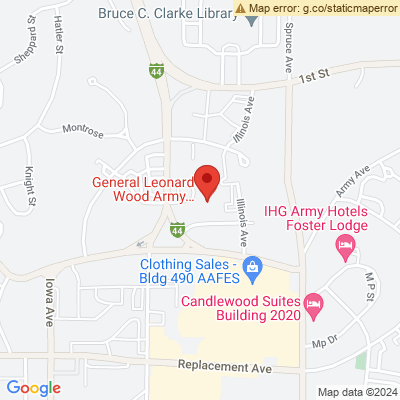 Bruce C. Clarke Library
Map error: g.co/staticmaperror
Sheppard St
Hatler St
Spruce Ave
44
1st St
Illinois Ave
Montrose
Knight St
General Leonard
Wood Army
...
Army Ave
IHG Army Hotels
Foster Lodge
Illinois Ave
44
Clothing Sales -
Bldg 490 AAFES
Iowa Ave
M P St
Candlewood Suites
Building 2020
Mp Dr
Replacement Ave
Google
Map data ©2024